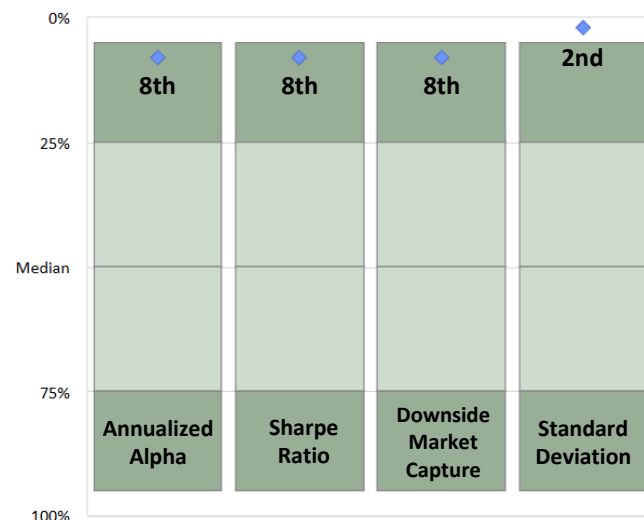 0%
25%
Median
75%
100%
8th
8th
8th
2nd
Annualized
Alpha
Sharpe
Ratio
Downside
Market
Capture
Standard
Deviation